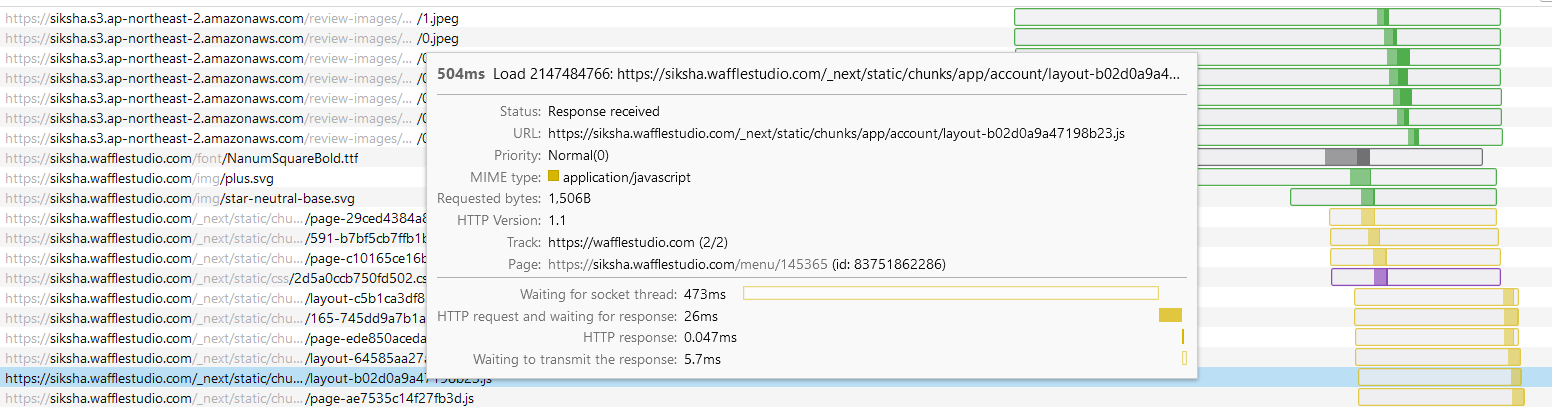 https://siksha.s3.ap-northeast-2.amazonaws.com/review-images/... /1.jpeg
https://siksha.s3.ap-northeast-2.amazonaws.com/review-images/... /0.jpeg
https://siksha.s3.ap-northeast-2.amazonaws.com/review-images/... /0
https://siksha.s3.ap-northeast-2.amazonaws.com/review-images/... /0
https://siksha.s3.ap-northeast-2.amazonaws.com/review-images/... /0
https://siksha.s3.ap-northeast-2.amazonaws.com/review-images/... /0
https://siksha.s3.ap-northeast-2.amazonaws.com/review-images/... /0
https://siksha.wafflestudio.com/font/NanumSquareBold.ttf
https://siksha.wafflestudio.com/img/plus.svg
https://siksha.wafflestudio.com/img/star-neutral-base.svg
https://siksha.wafflestudio.com/_next/static/chu... /page-29ced4384a8
https://siksha.wafflestudio.com/_next/static/chu... /591-b7bf5cb7ffb1b
https://siksha.wafflestudio.com/_next/static/chu... /page-c10165ce16b
https://siksha.wafflestudio.com/_next/static/css/2d5a0ccb750fd502.cs
https://siksha.wafflestudio.com/_next/static/chu... /layout-c5b1ca3df8
https://siksha.wafflestudio.com/_next/static/chu... /165-745dd9a7b1a
https://siksha.wafflestudio.com/_next/static/chu... /page-ede850aceda
https://siksha.wafflestudio.com/_next/static/chu... /layout-64585aa27a
https://siksha.wafflestudio.com/_next/static/chu... /layout-b02d0a9a47198b23.js
https://siksha.wafflestudio.com/_next/static/chu... /page-ae7535c14f27fb3d.js
504ms Load 2147484766: https://siksha.wafflestudio.com/_next/static/chunks/app/account/layout-b02d0a9a4...
Status: Response received
URL: https://siksha.wafflestudio.com/_next/static/chunks/app/account/layout-b02d0a9a47198b23.js
Priority: Normal(0)
MIME type: application/javascript
Requested bytes: 1,506B
HTTP Version: 1.1
Track: https://wafflestudio.com (2/2)
Page: https://siksha.wafflestudio.com/menu/145365 (id: 83751862286)
Waiting for socket thread: 473ms
HTTP request and waiting for response: 26ms
HTTP response: 0.047ms
Waiting to transmit the response: 5.7ms